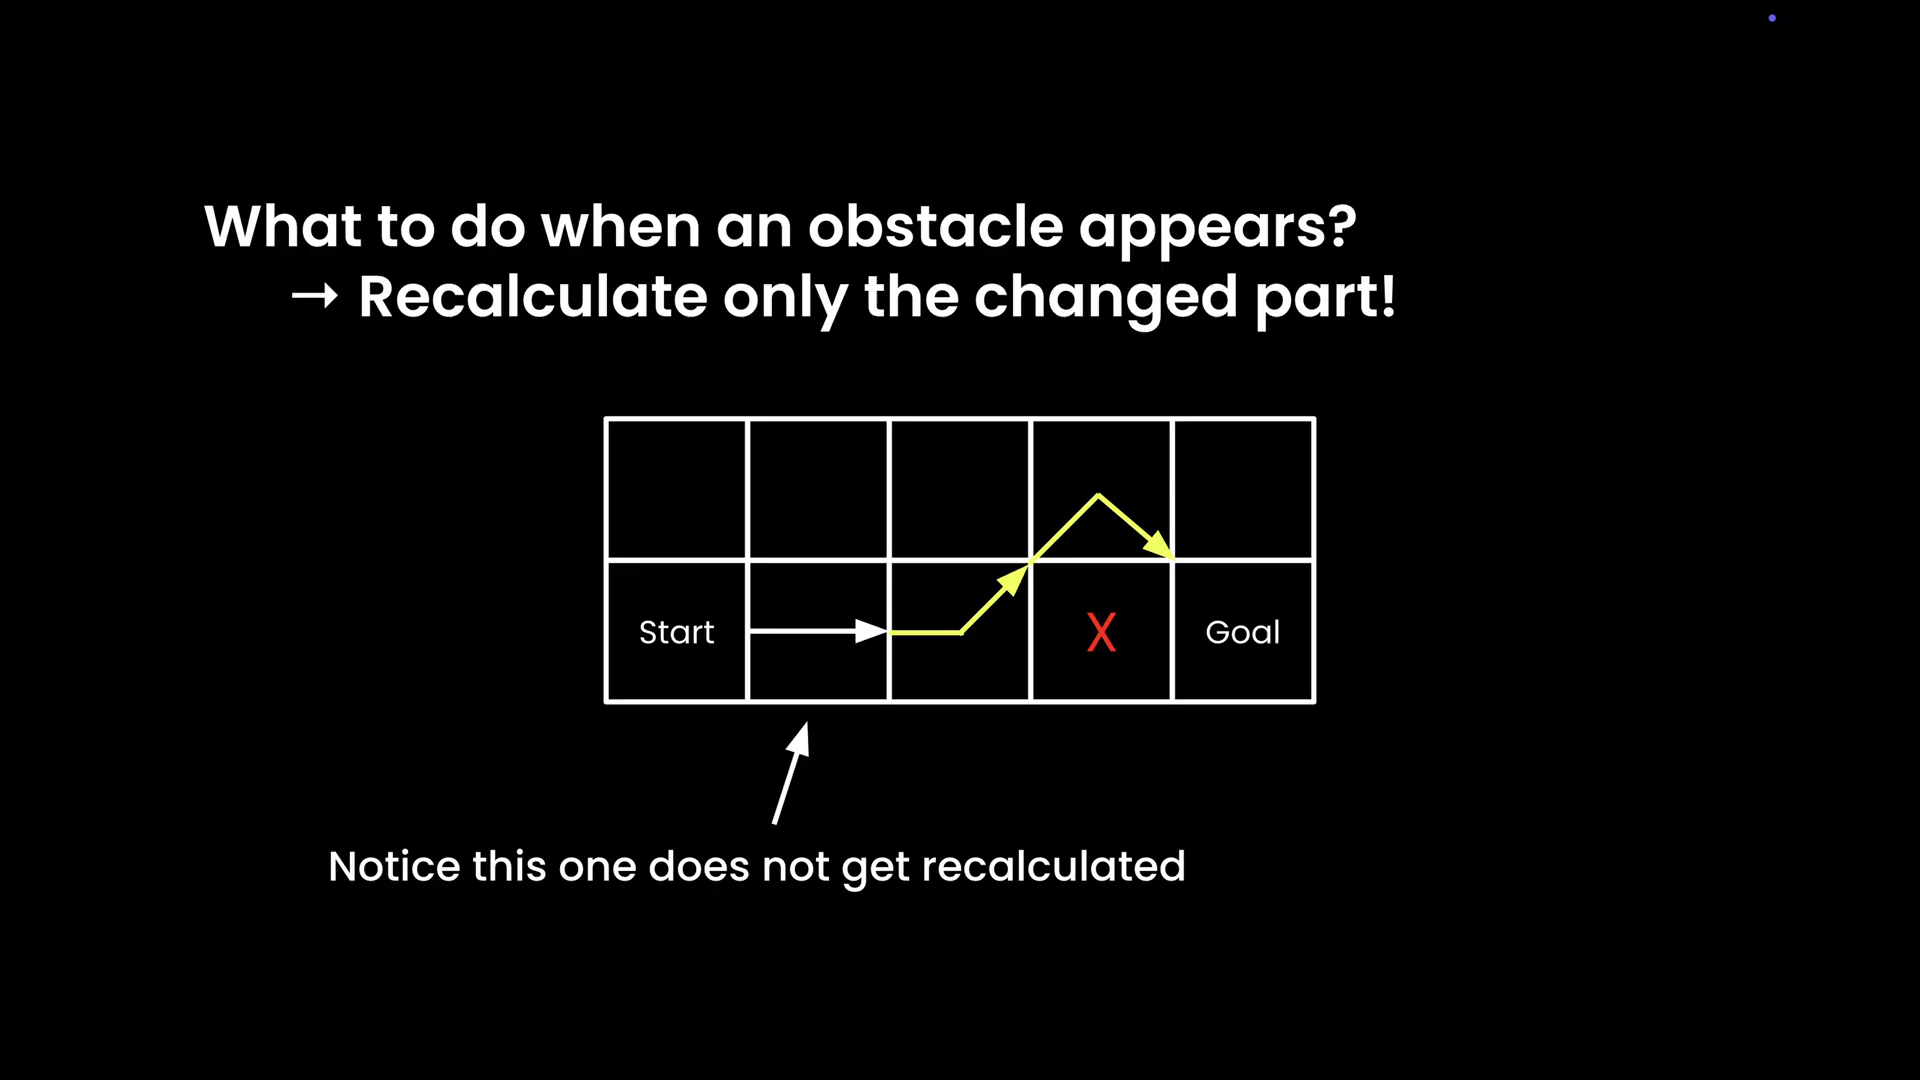 What to do when an obstacle appears?
→ Recalculate only the changed part!
Start
X
Goal
Notice this one does not get recalculated